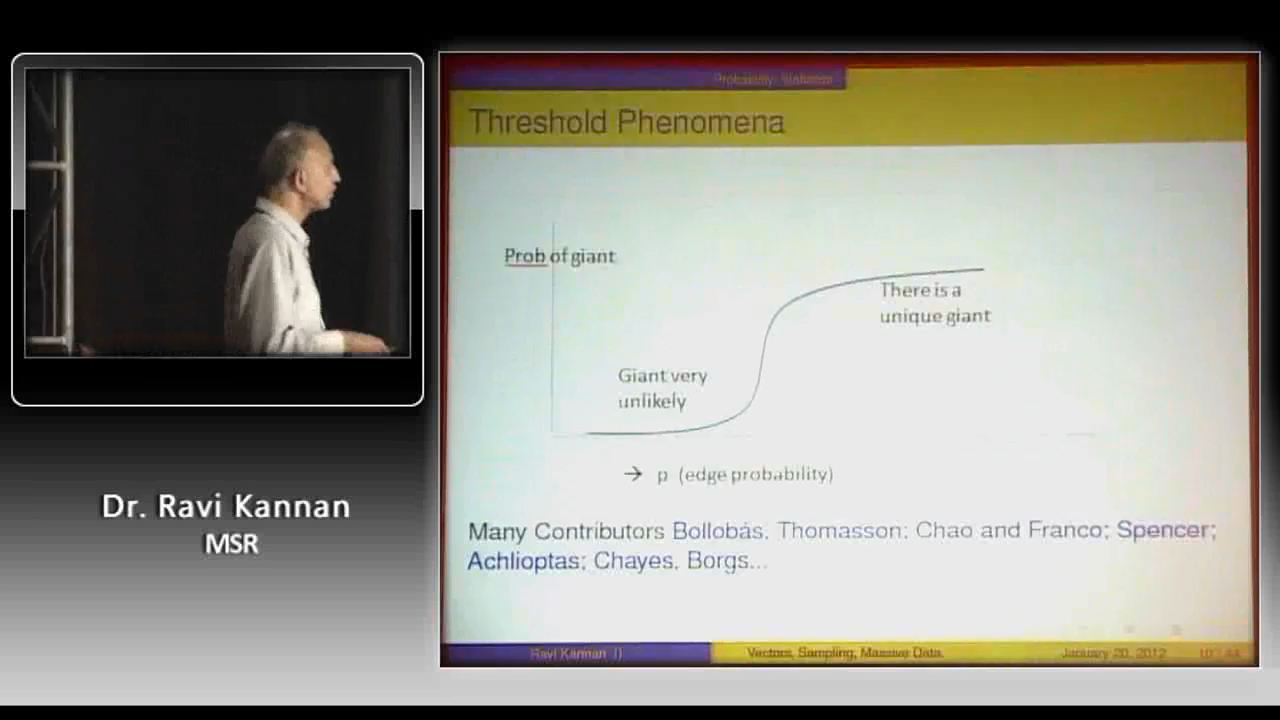 Probability, Statistics
Threshold Phenomena
Prob of giant
There is a
unique giant
Giant very
unlikely
→ p (edge probability)
Many Contributors Bollobás, Thomasson; Chao and Franco; Spencer;
Achlioptas; Chayes, Borgs...
Ravi Kannan ()
Vectors, Sampling, Massive Data.
January 20, 2012
Dr. Ravi Kannan
MSR